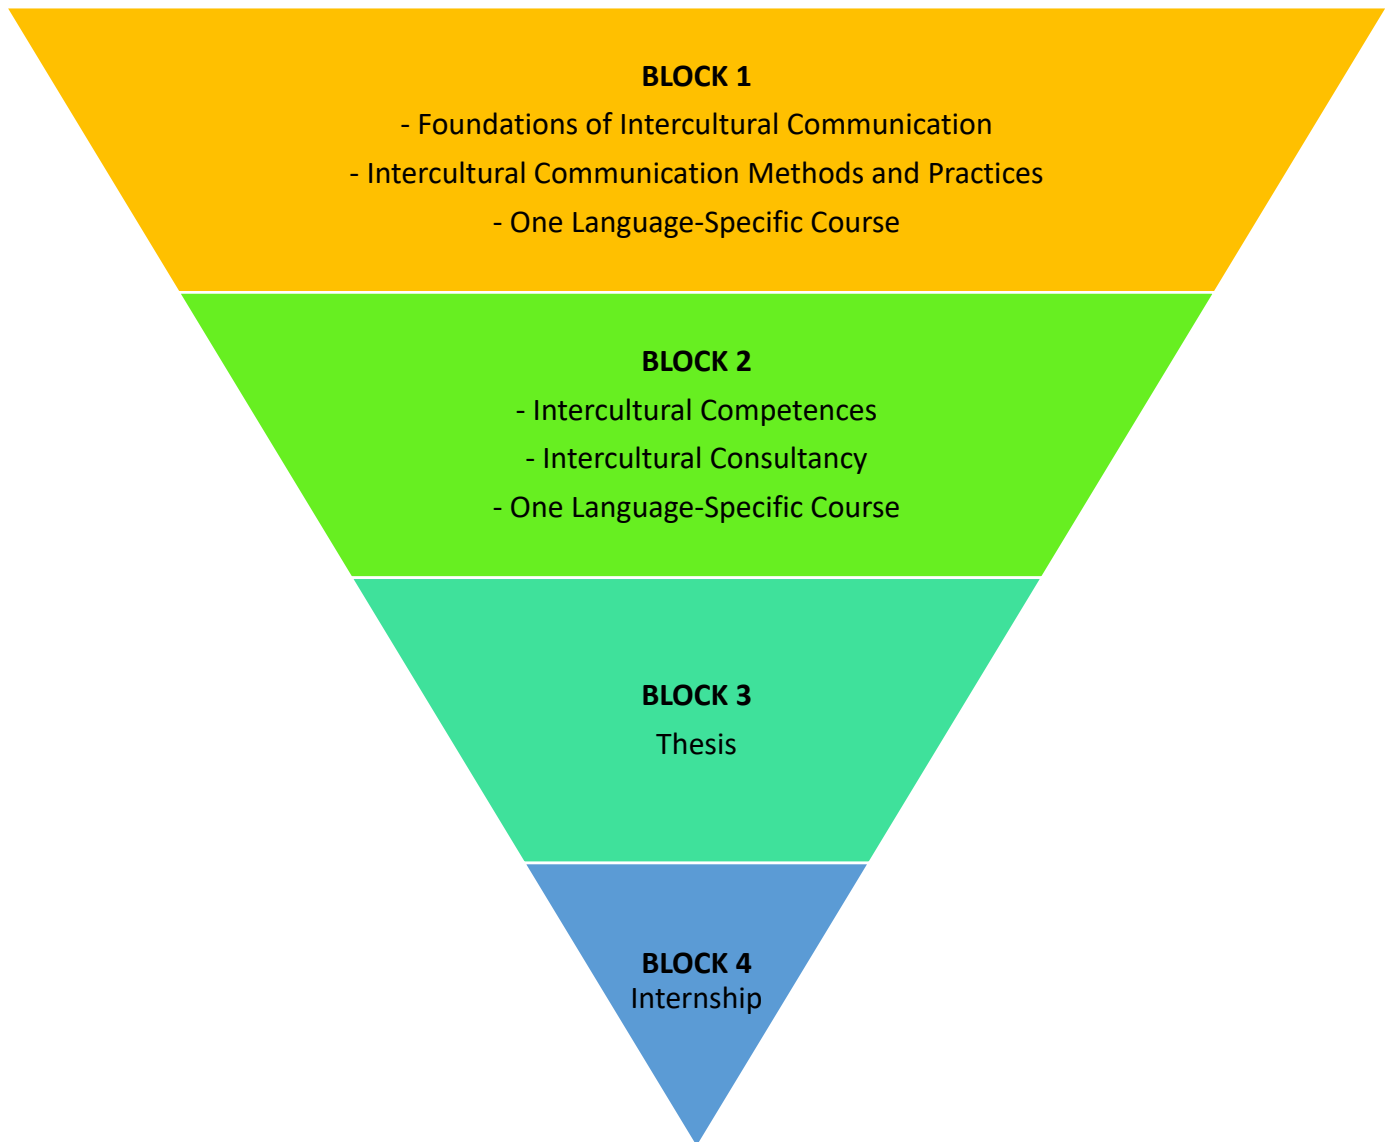 BLOCK 1
- Foundations of Intercultural Communication
- Intercultural Communication Methods and Practices
- One Language-Specific Course
BLOCK 2
- Intercultural Competences
- Intercultural Consultancy
- One Language-Specific Course
BLOCK 3
Thesis
BLOCK 4
Internship